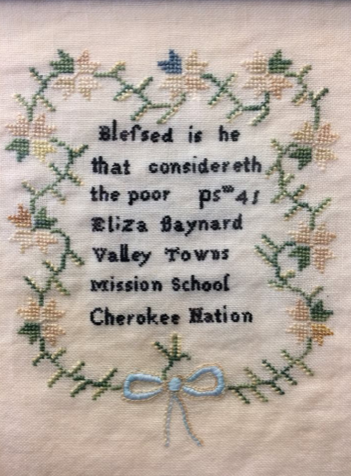 Bleſsed is he
that considereth
the poor psᵐ 41
Eliza Baynard
Valley Towns
Mission School
Cherokee Nation